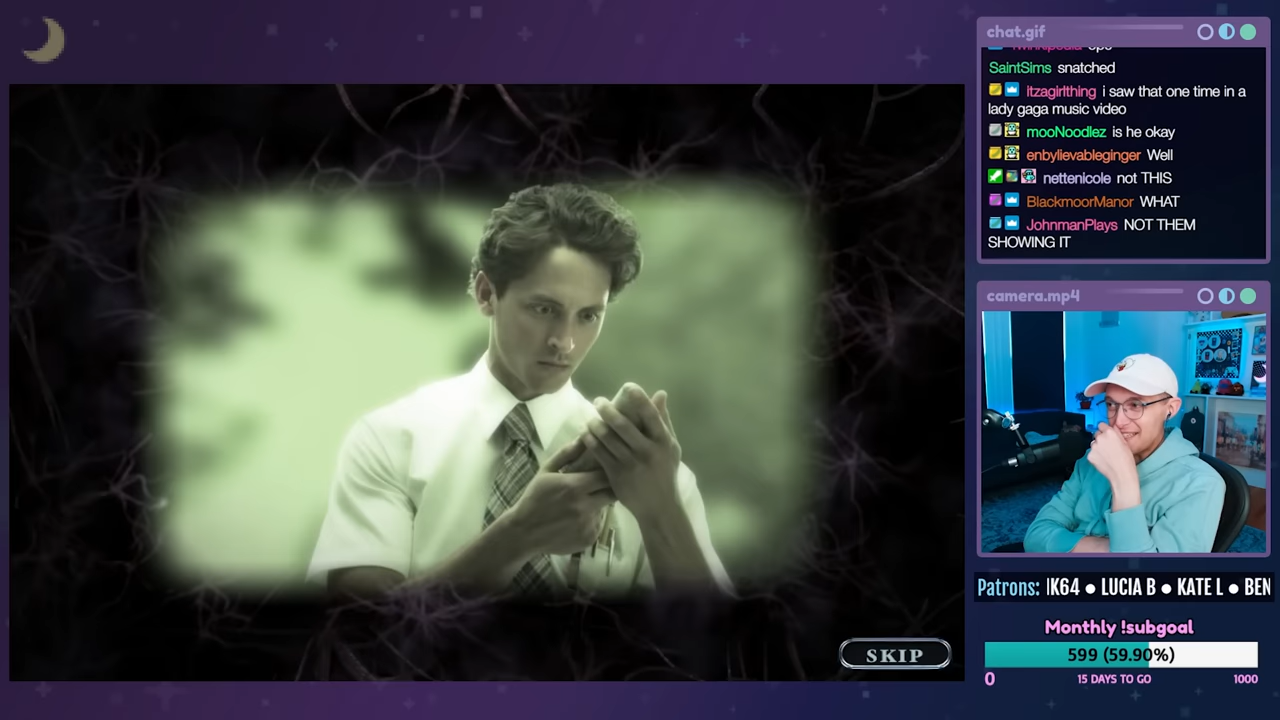 chat.gif
SaintSims snatched
itzagirlthing i saw that one time in a
lady gaga music video
mooNoodlez is he okay
enbylievableginger Well
nettenicole not THIS
BlackmoorManor WHAT
JohnmanPlays NOT THEM
SHOWING IT
camera.mp4
Patrons: IK64 ● LUCIA B ● KATE L ● BEN
Monthly !subgoal
599 (59.90%)
0 15 DAYS TO GO 1000
SKIP